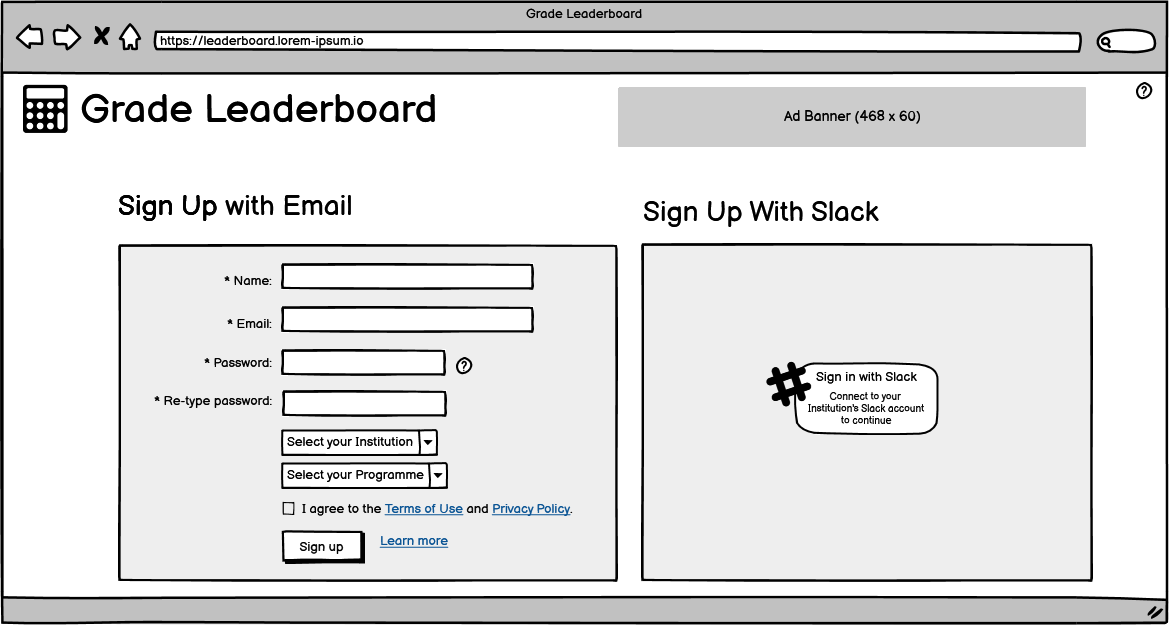 Grade Leaderboard
https://leaderboard.lorem-ipsum.io
Grade Leaderboard
Ad Banner (468 x 60)
?
Sign Up with Email
* Name:
* Email:
* Password:
?
* Re-type password:
Select your Institution
Select your Programme
I agree to the Terms of Use and Privacy Policy.
Sign up
Learn more
Sign Up With Slack
Sign in with Slack
Connect to your
Institution's Slack account
to continue